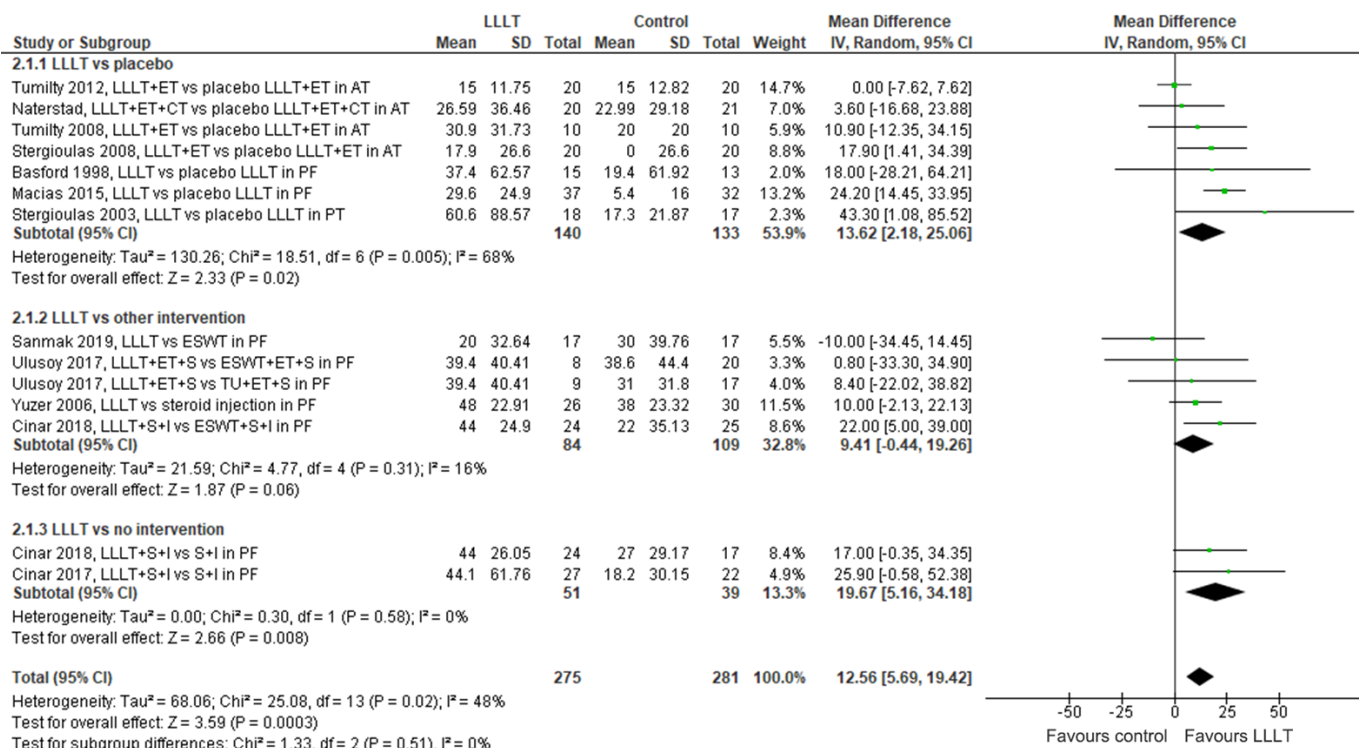 LLLT Control Mean Difference Mean Difference
Study or Subgroup Mean SD Total Mean SD Total Weight IV, Random, 95% CI IV, Random, 95% CI
2.1.1 LLLT vs placebo
Tumilty 2012, LLLT+ET vs placebo LLLT+ET in AT 15 11.75 20 15 12.82 20 14.7% 0.00 [-7.62, 7.62]
Naterstad, LLLT+ET+CT vs placebo LLLT+ET+CT in AT 26.59 36.46 20 22.99 29.18 21 7.0% 3.60 [-16.68, 23.88]
Tumilty 2008, LLLT+ET vs placebo LLLT+ET in AT 30.9 31.73 10 20 20 10 5.9% 10.90 [-12.35, 34.15]
Stergioulas 2008, LLLT+ET vs placebo LLLT+ET in AT 17.9 26.6 20 0 26.6 20 8.8% 17.90 [1.41, 34.39]
Basford 1998, LLLT vs placebo LLLT in PF 37.4 62.57 15 19.4 61.92 13 2.0% 18.00 [-28.21, 64.21]
Macias 2015, LLLT vs placebo LLLT in PF 29.6 24.9 37 5.4 16 32 13.2% 24.20 [14.45, 33.95]
Stergioulas 2003, LLLT vs placebo LLLT in PT 60.6 88.57 18 17.3 21.87 17 2.3% 43.30 [1.08, 85.52]
Subtotal (95% CI) 140 133 53.9% 13.62 [2.18, 25.06]
Heterogeneity: Tau² = 130.26; Chi² = 18.51, df = 6 (P = 0.005); I² = 68%
Test for overall effect: Z = 2.33 (P = 0.02)
2.1.2 LLLT vs other intervention
Sanmak 2019, LLLT vs ESWT in PF 20 32.64 17 30 39.76 17 5.5% -10.00 [-34.45, 14.45]
Ulusoy 2017, LLLT+ET+S vs ESWT+ET+S in PF 39.4 40.41 8 38.6 44.4 20 3.3% 0.80 [-33.30, 34.90]
Ulusoy 2017, LLLT+ET+S vs TU+ET+S in PF 39.4 40.41 9 31 31.8 17 4.0% 8.40 [-22.02, 38.82]
Yuzer 2006, LLLT vs steroid injection in PF 48 22.91 26 38 23.32 30 11.5% 10.00 [-2.13, 22.13]
Cinar 2018, LLLT+S+I vs ESWT+S+I in PF 44 24.9 24 22 35.13 25 8.6% 22.00 [5.00, 39.00]
Subtotal (95% CI) 84 109 32.8% 9.41 [-0.44, 19.26]
Heterogeneity: Tau² = 21.59; Chi² = 4.77, df = 4 (P = 0.31); I² = 16%
Test for overall effect: Z = 1.87 (P = 0.06)
2.1.3 LLLT vs no intervention
Cinar 2018, LLLT+S+I vs S+I in PF 44 26.05 24 27 29.17 17 8.4% 17.00 [-0.35, 34.35]
Cinar 2017, LLLT+S+I vs S+I in PF 44.1 61.76 27 18.2 30.15 22 4.9% 25.90 [-0.58, 52.38]
Subtotal (95% CI) 51 39 13.3% 19.67 [5.16, 34.18]
Heterogeneity: Tau² = 0.00; Chi² = 0.30, df = 1 (P = 0.58); I² = 0%
Test for overall effect: Z = 2.66 (P = 0.008)
Total (95% CI) 275 281 100.0% 12.56 [5.69, 19.42]
Heterogeneity: Tau² = 68.06; Chi² = 25.08, df = 13 (P = 0.02); I² = 48%
Test for overall effect: Z = 3.59 (P = 0.0003)
Test for subgroup differences: Chi² = 1.33, df = 2 (P = 0.51), I² = 0%
-50 -25 0 25 50
Favours control Favours LLLT